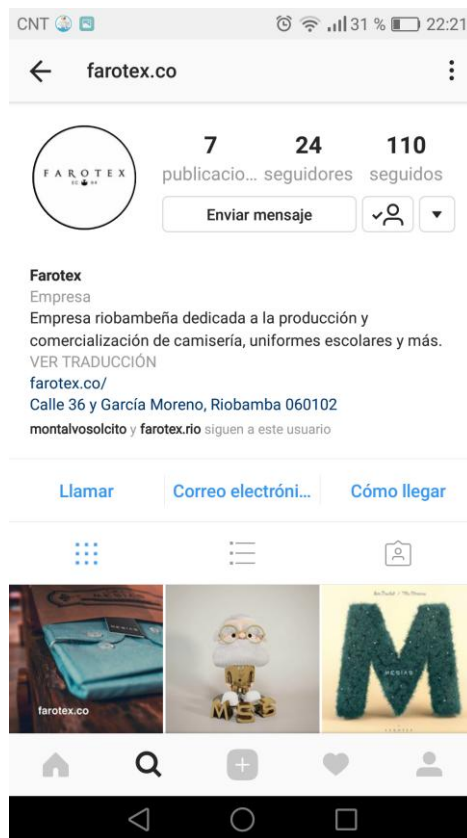 CNT 31 % 22:21
farotex.co
FAROTEX
7 24 110
publicacio... seguidores seguidos
Enviar mensaje
Farotex
Empresa
Empresa riobambeña dedicada a la producción y
comercialización de camisería, uniformes escolares y más.
VER TRADUCCIÓN
farotex.co/
Calle 36 y García Moreno, Riobamba 060102
montalvosolcito y farotex.rio siguen a este usuario
Llamar Correo electróni... Cómo llegar
farotex.co
MSB
M